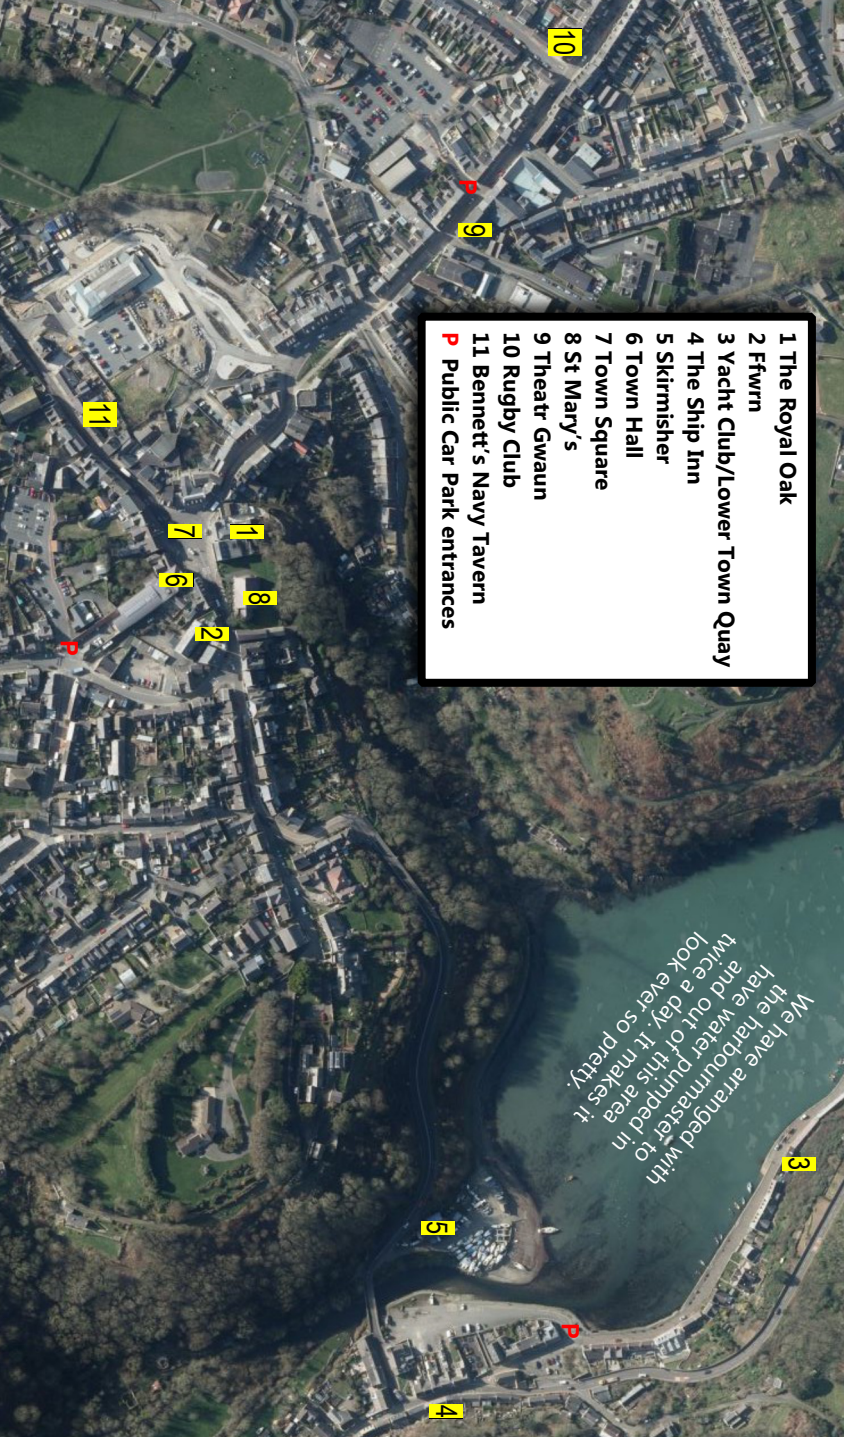 1 The Royal Oak
2 Ffwrn
3 Yacht Club/Lower Town Quay
4 The Ship Inn
5 Skirmisher
6 Town Hall
7 Town Square
8 St Mary's
9 Theatr Gwaun
10 Rugby Club
11 Bennett's Navy Tavern
P Public Car Park entrances
10
P
9
11
7
1
6
8
2
P
We have arranged with
the harbourmaster to
have water pumped in
and out of this area
twice a day. It makes it
look ever so pretty.
3
5
P
4